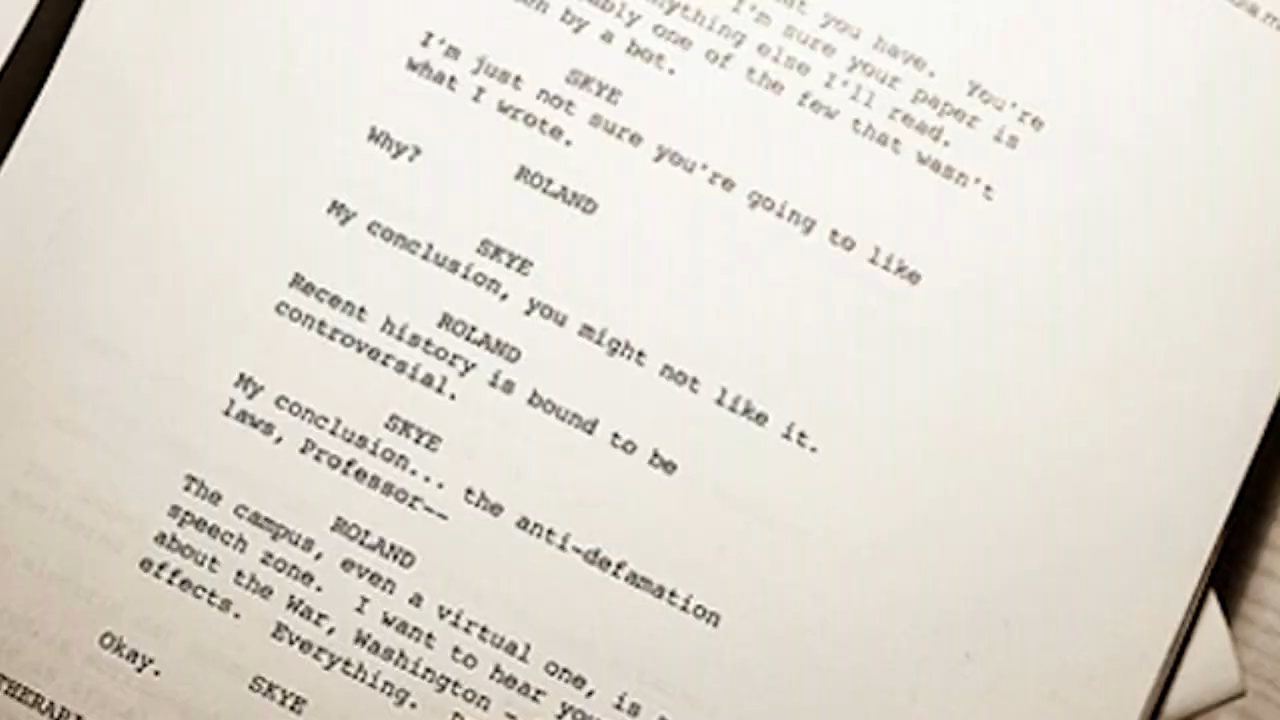 you have. You're
I'm sure your paper is
else I'll read.
one of the few that wasn't
by a bot.
SKYE
I'm just not sure you're going to like
what I wrote.
ROLAND
Why?
SKYE
My conclusion, you might not like it.
ROLAND
Recent history is bound to be
controversial.
SKYE
My conclusion... the anti-defamation
laws, Professor--
ROLAND
The campus, even a virtual one, is
speech zone. I want to hear
about the War, Washington -
effects. Everything.
SKYE
Okay.